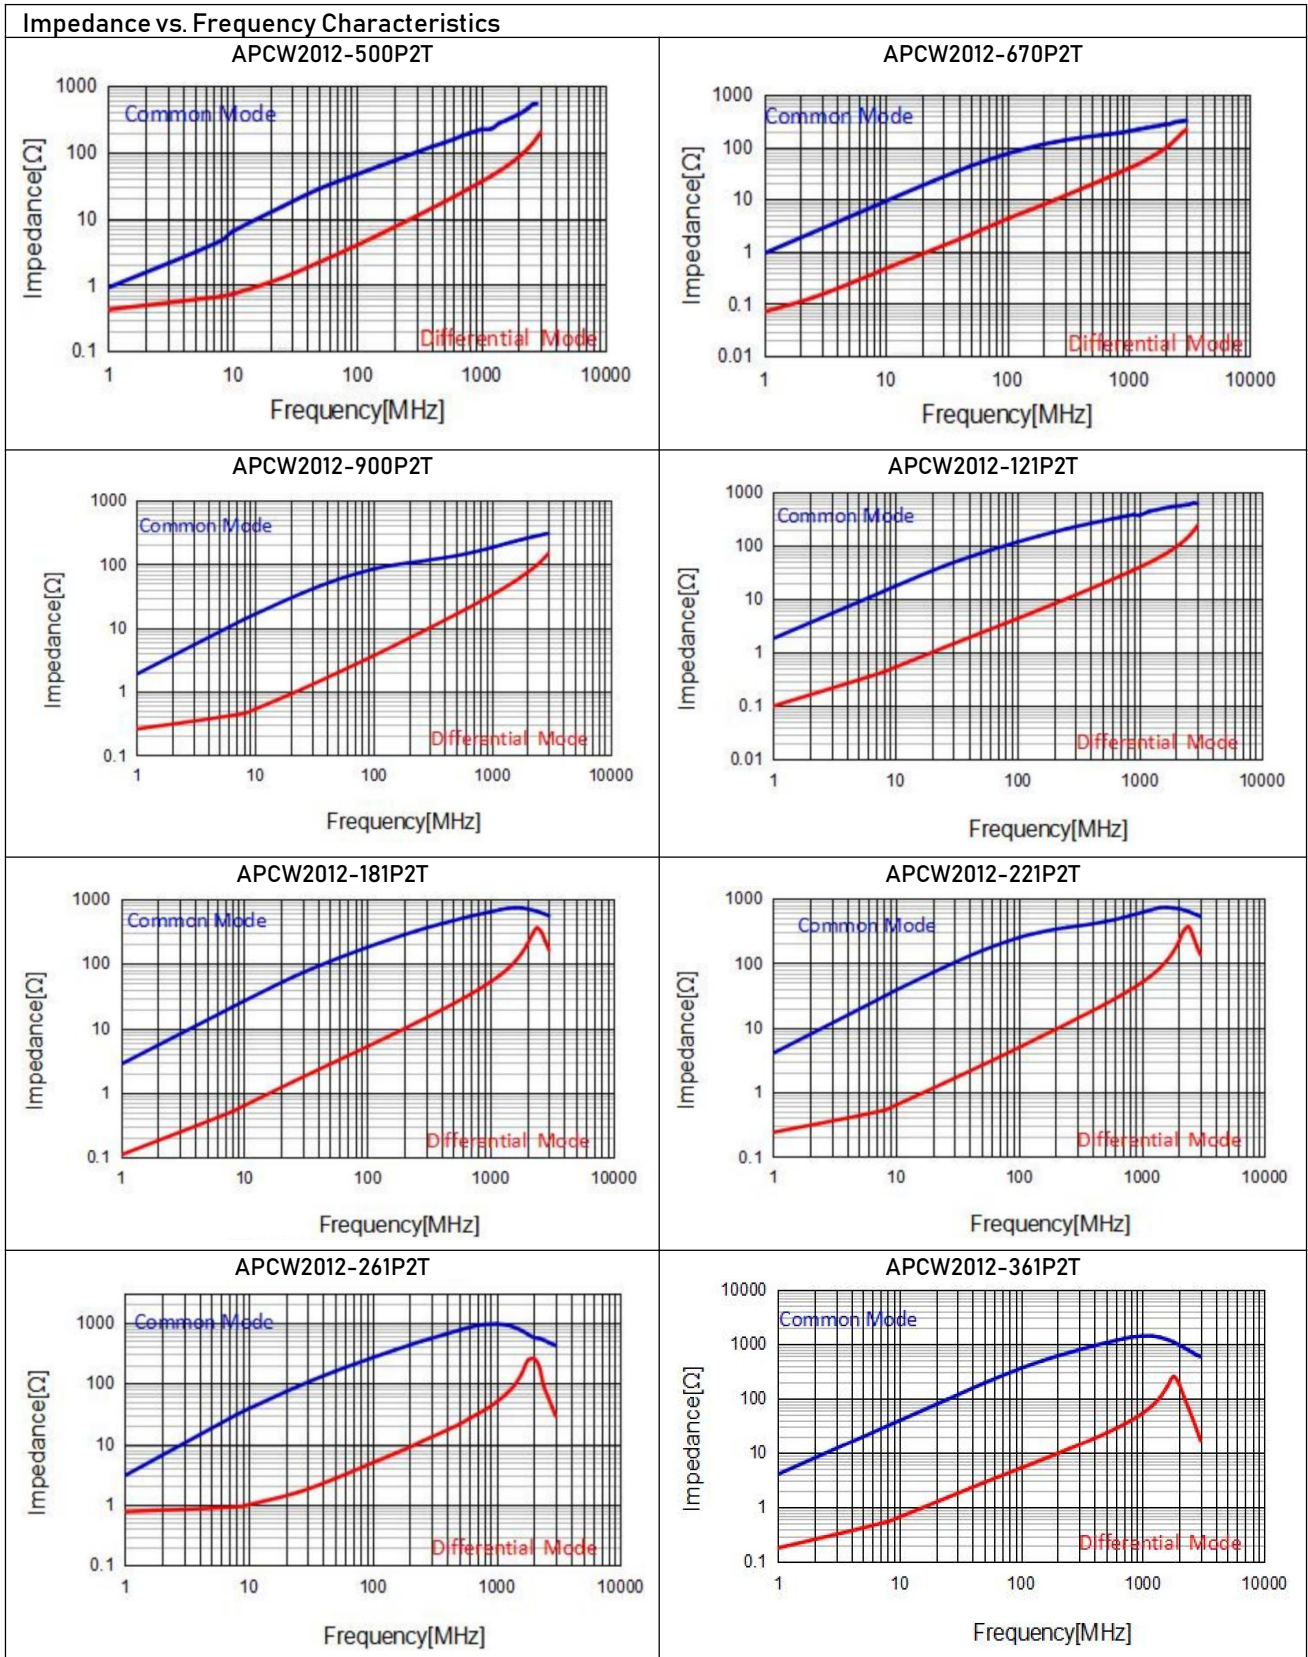 Impedance vs. Frequency Characteristics
APCW2012-500P2T
1000
100
10
1
0.1
Impedance[Ω]
Common Mode
Differential Mode
1 10 100 1000 10000
Frequency[MHz]
APCW2012-670P2T
1000
100
10
1
0.1
0.01
Impedance[Ω]
Common Mode
Differential Mode
1 10 100 1000 10000
Frequency[MHz]
APCW2012-900P2T
1000
100
10
1
0.1
Impedance[Ω]
Common Mode
Differential Mode
1 10 100 1000 10000
Frequency[MHz]
APCW2012-121P2T
1000
100
10
1
0.1
0.01
Impedance[Ω]
Common Mode
Differential Mode
1 10 100 1000 10000
Frequency[MHz]
APCW2012-181P2T
1000
100
10
1
0.1
Impedance[Ω]
Common Mode
Differential Mode
1 10 100 1000 10000
Frequency[MHz]
APCW2012-221P2T
1000
100
10
1
0.1
Impedance[Ω]
Common Mode
Differential Mode
1 10 100 1000 10000
Frequency[MHz]
APCW2012-261P2T
1000
100
10
1
0.1
Impedance[Ω]
Common Mode
Differential Mode
1 10 100 1000 10000
Frequency[MHz]
APCW2012-361P2T
10000
1000
100
10
1
0.1
Impedance[Ω]
Common Mode
Differential Mode
1 10 100 1000 10000
Frequency[MHz]